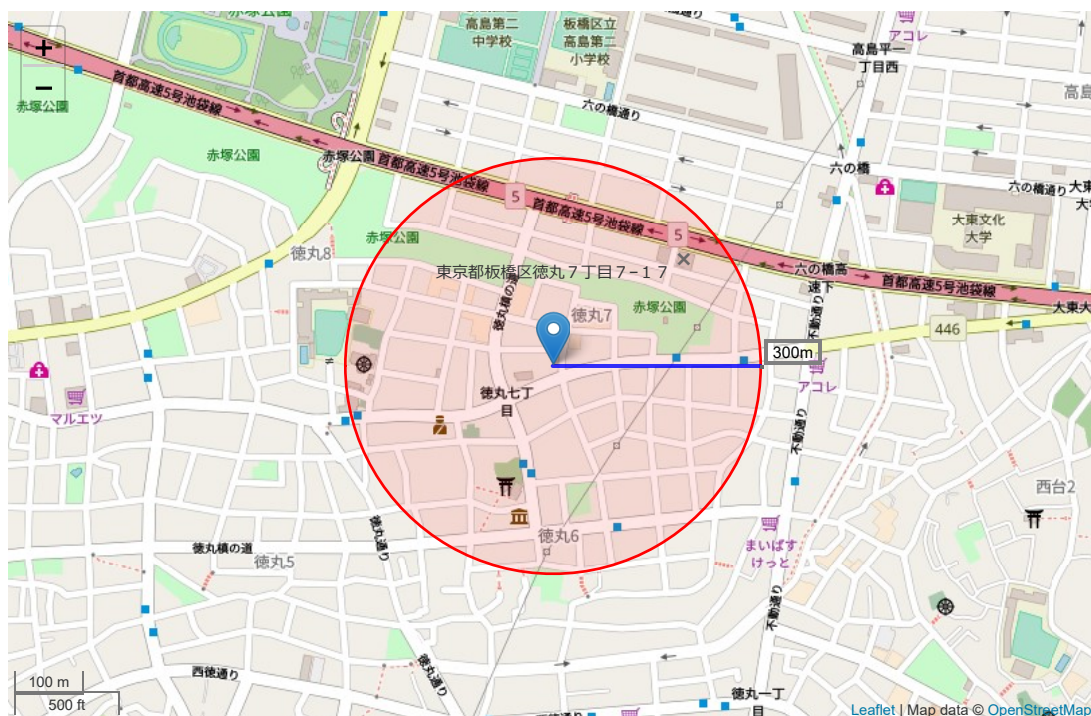 赤塚公園
高島第二
中学校
板橋区立
高島第二
小学校
アコレ
高島平一
丁目西
+
−
赤塚公園
首都高速5号池袋線
六の橋通り
赤塚公園
赤塚公園
首都高速5号池袋線
六の橋
六の橋通り
5
首都高速5号池袋線
5
大東文化
大学
徳丸8
赤塚公園
東京都板橋区徳丸７丁目７−１７
六の橋高
速下
首都高速5号池袋線
徳丸槙の道
徳丸7
赤塚公園
不動通り
446
300m
アコレ
マルエツ
徳丸七丁
目
不動通り
西台2
徳丸通り
徳丸6
まいばす
けっと
徳丸槙の道
徳丸5
不動通り
西徳通り
徳丸通り
100 m
500 ft
徳丸一丁
目
Leaflet | Map data © OpenStreetMap